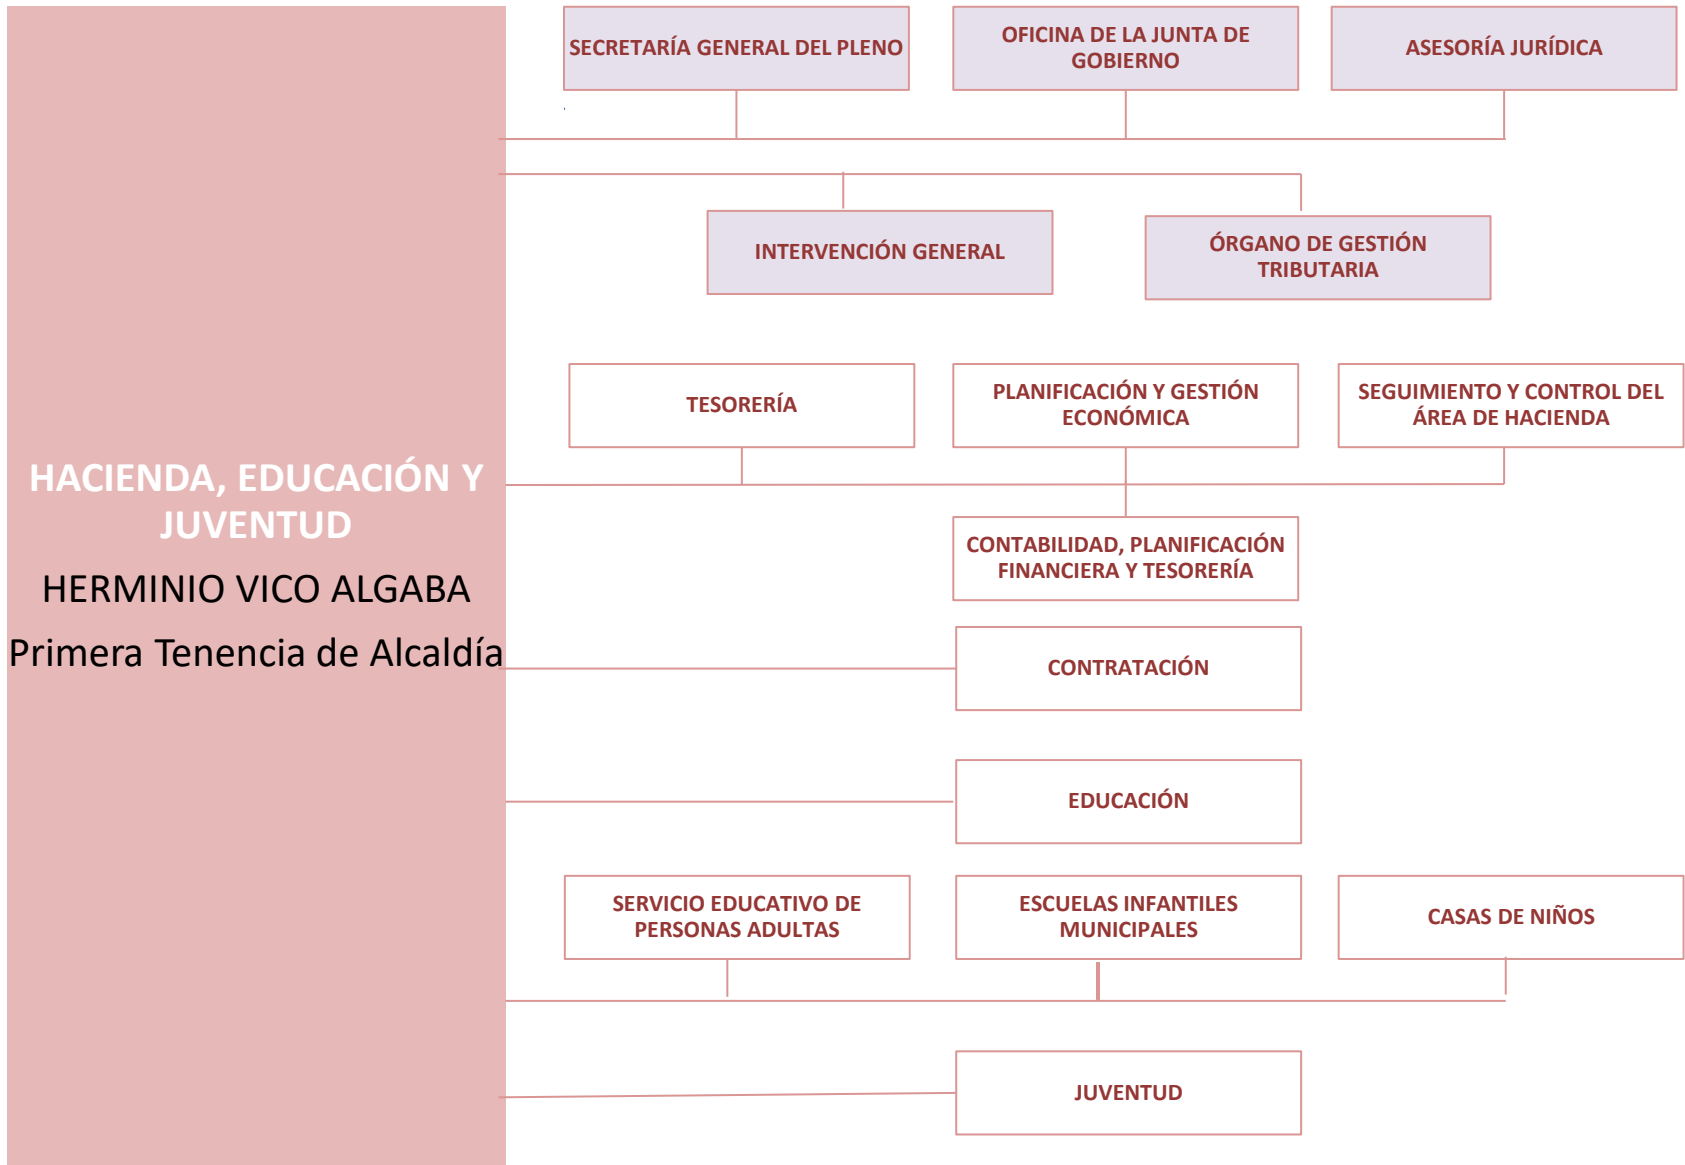 HACIENDA, EDUCACIÓN Y
JUVENTUD
HERMINIO VICO ALGABA
Primera Tenencia de Alcaldía
SECRETARÍA GENERAL DEL PLENO
OFICINA DE LA JUNTA DE
GOBIERNO
ASESORÍA JURÍDICA
INTERVENCIÓN GENERAL
ÓRGANO DE GESTIÓN
TRIBUTARIA
TESORERÍA
PLANIFICACIÓN Y GESTIÓN
ECONÓMICA
SEGUIMIENTO Y CONTROL DEL
ÁREA DE HACIENDA
CONTABILIDAD, PLANIFICACIÓN
FINANCIERA Y TESORERÍA
CONTRATACIÓN
EDUCACIÓN
SERVICIO EDUCATIVO DE
PERSONAS ADULTAS
ESCUELAS INFANTILES
MUNICIPALES
CASAS DE NIÑOS
JUVENTUD